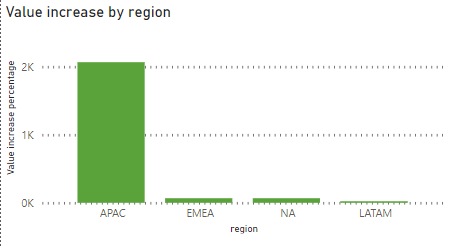 Value increase by region
Value increase percentage
2K
1K
0K
APAC EMEA NA LATAM
region